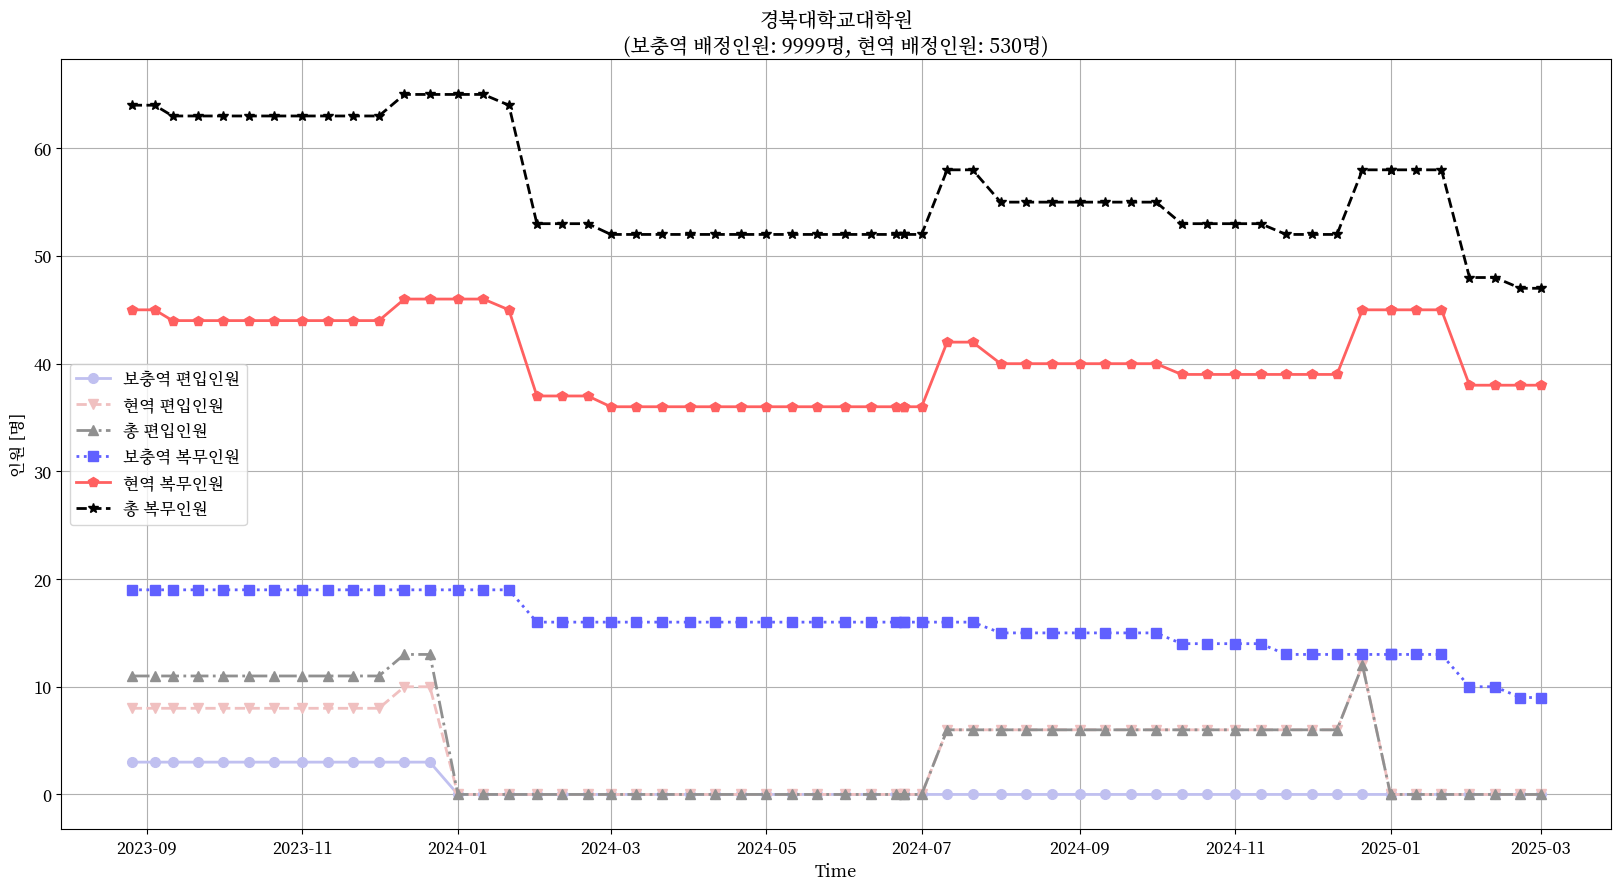 경북대학교대학원
(보충역 배정인원: 9999명, 현역 배정인원: 530명)
60
50
40
30
20
10
0
인원 [명]
보충역 편입인원
현역 편입인원
총 편입인원
보충역 복무인원
현역 복무인원
총 복무인원
2023-09
2023-11
2024-01
2024-03
2024-05
2024-07
2024-09
2024-11
2025-01
2025-03
Time